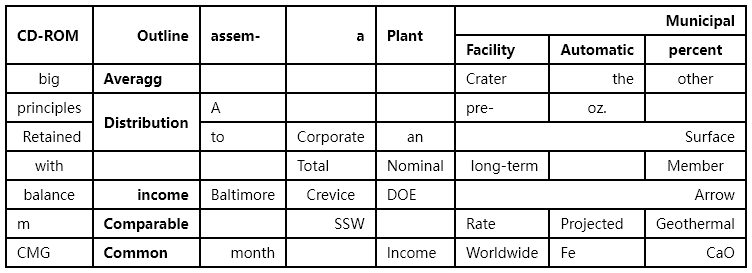 CD-ROM Outline assem- a Plant Municipal
Facility Automatic percent
big Averagg Crater the other
principles Distribution A pre- oz.
Retained to Corporate an Surface
with Total Nominal long-term Member
balance income Baltimore Crevice DOE Arrow
m Comparable SSW Rate Projected Geothermal
CMG Common month Income Worldwide Fe CaO